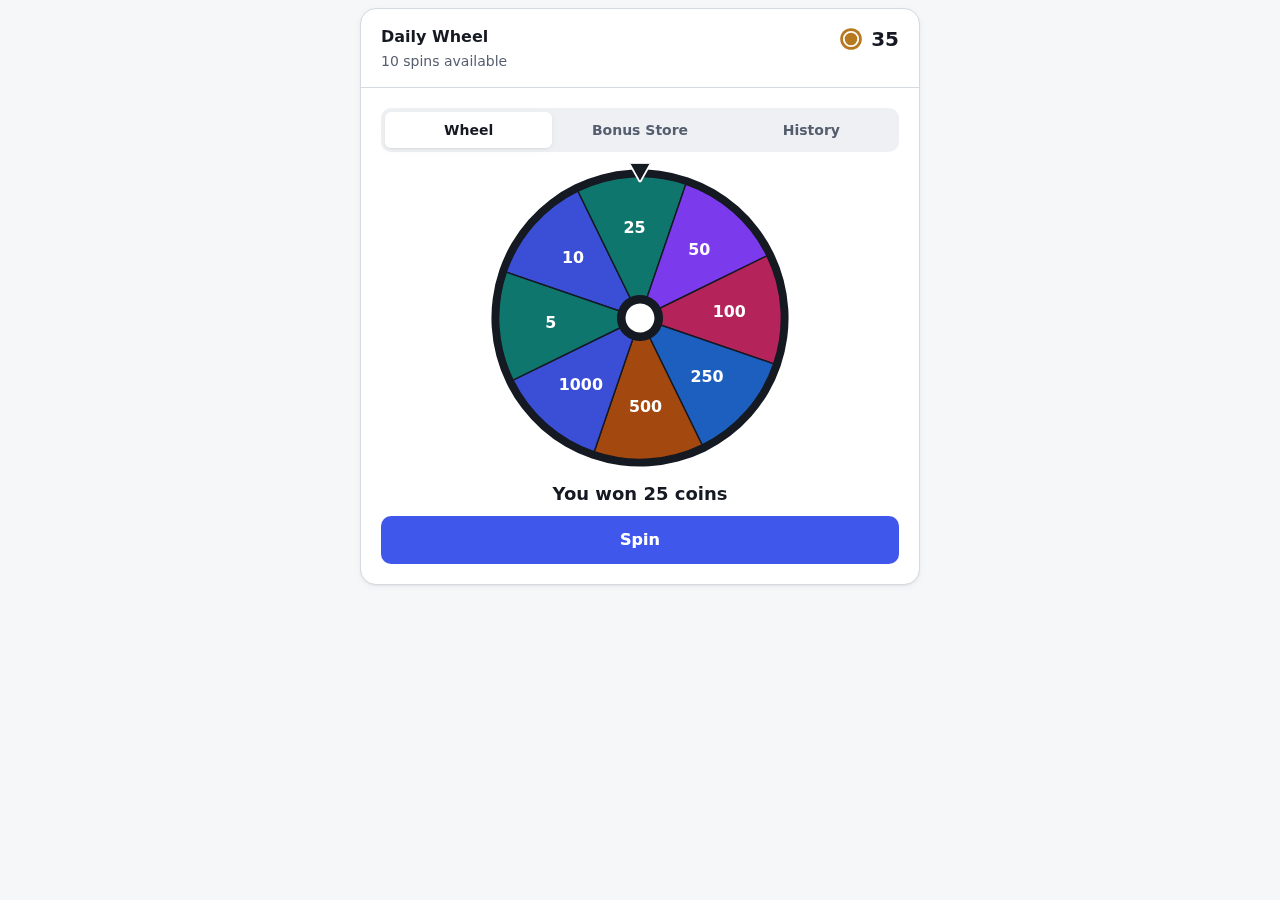 Daily Wheel
10 spins available
35
Wheel
Bonus Store
History
25
50
10
100
5
250
1000
500
You won 25 coins
Spin